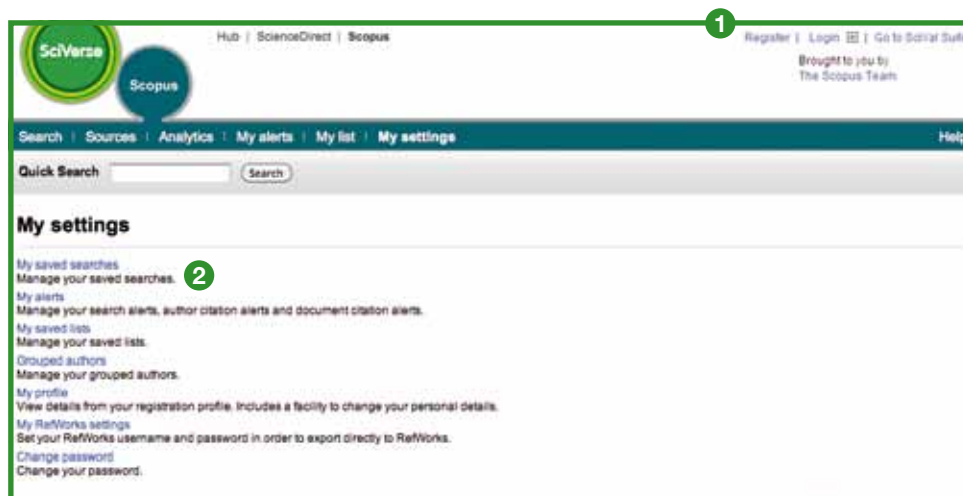 SciVerse
Scopus
Hub | ScienceDirect | Scopus
1
Register | Login | Go to SciVal Suite
Brought to you by
The Scopus Team
Search | Sources | Analytics | My alerts | My list | My settings
Help
Quick Search
Search
My settings
My saved searches
Manage your saved searches.
2
My alerts
Manage your search alerts, author citation alerts and document citation alerts.
My saved lists
Manage your saved lists.
Grouped authors
Manage your grouped authors.
My profile
View details from your registration profile. Includes a facility to change your personal details.
My RefWorks settings
Set your RefWorks username and password in order to export directly to RefWorks.
Change password
Change your password.